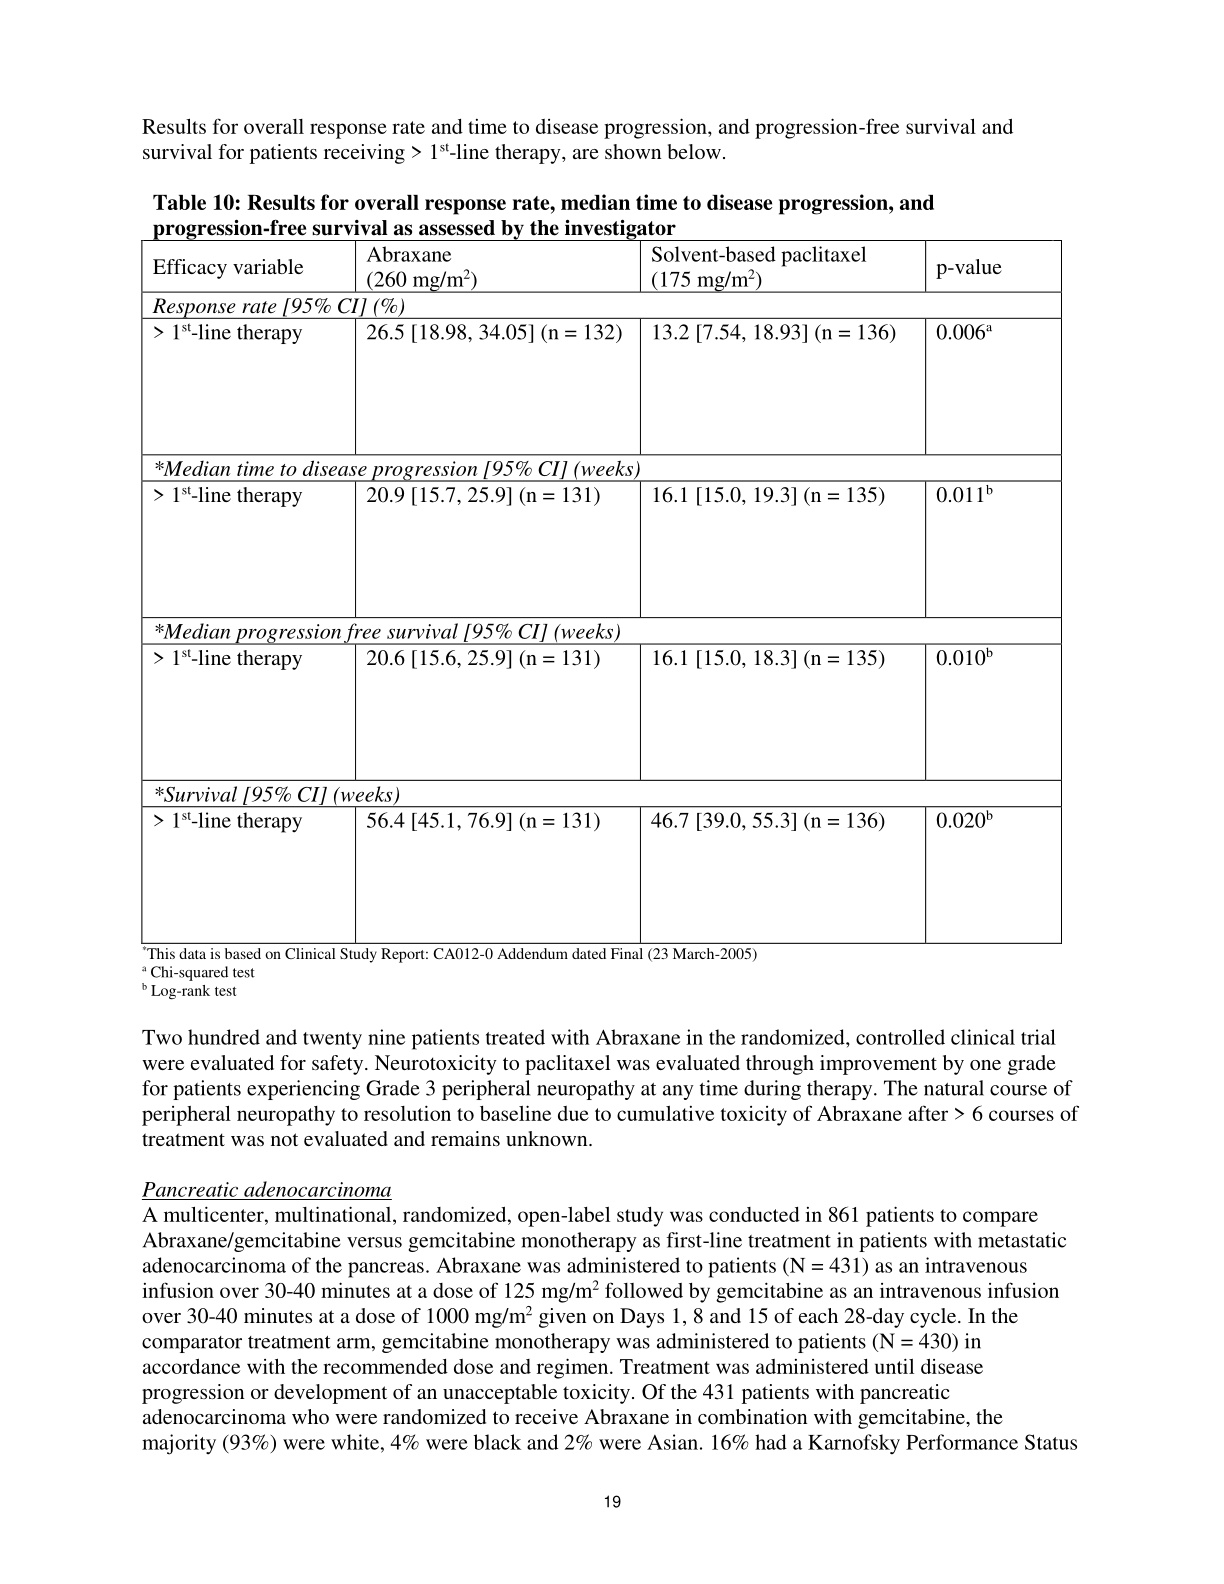 Results for overall response rate and time to disease progression, and progression-free survival and
survival for patients receiving > 1st-line therapy, are shown below.
Table 10: Results for overall response rate, median time to disease progression, and
progression-free survival as assessed by the investigator
Efficacy variable
Abraxane
(260 mg/m2)
Solvent-based paclitaxel
(175 mg/m2)
p-value
Response rate [95% CI] (%)
> 1st-line therapy 26.5 [18.98, 34.05] (n = 132) 13.2 [7.54, 18.93] (n = 136) 0.006a
*Median time to disease progression [95% CI] (weeks)
> 1st-line therapy 20.9 [15.7, 25.9] (n = 131) 16.1 [15.0, 19.3] (n = 135) 0.011b
*Median progression free survival [95% CI] (weeks)
> 1st-line therapy 20.6 [15.6, 25.9] (n = 131) 16.1 [15.0, 18.3] (n = 135) 0.010b
*Survival [95% CI] (weeks)
> 1st-line therapy 56.4 [45.1, 76.9] (n = 131) 46.7 [39.0, 55.3] (n = 136) 0.020b
*This data is based on Clinical Study Report: CA012-0 Addendum dated Final (23 March-2005)
a Chi-squared test
b Log-rank test
Two hundred and twenty nine patients treated with Abraxane in the randomized, controlled clinical trial
were evaluated for safety. Neurotoxicity to paclitaxel was evaluated through improvement by one grade
for patients experiencing Grade 3 peripheral neuropathy at any time during therapy. The natural course of
peripheral neuropathy to resolution to baseline due to cumulative toxicity of Abraxane after > 6 courses of
treatment was not evaluated and remains unknown.
Pancreatic adenocarcinoma
A multicenter, multinational, randomized, open-label study was conducted in 861 patients to compare
Abraxane/gemcitabine versus gemcitabine monotherapy as first-line treatment in patients with metastatic
adenocarcinoma of the pancreas. Abraxane was administered to patients (N = 431) as an intravenous
infusion over 30-40 minutes at a dose of 125 mg/m2 followed by gemcitabine as an intravenous infusion
over 30-40 minutes at a dose of 1000 mg/m2 given on Days 1, 8 and 15 of each 28-day cycle. In the
comparator treatment arm, gemcitabine monotherapy was administered to patients (N = 430) in
accordance with the recommended dose and regimen. Treatment was administered until disease
progression or development of an unacceptable toxicity. Of the 431 patients with pancreatic
adenocarcinoma who were randomized to receive Abraxane in combination with gemcitabine, the
majority (93%) were white, 4% were black and 2% were Asian. 16% had a Karnofsky Performance Status
19